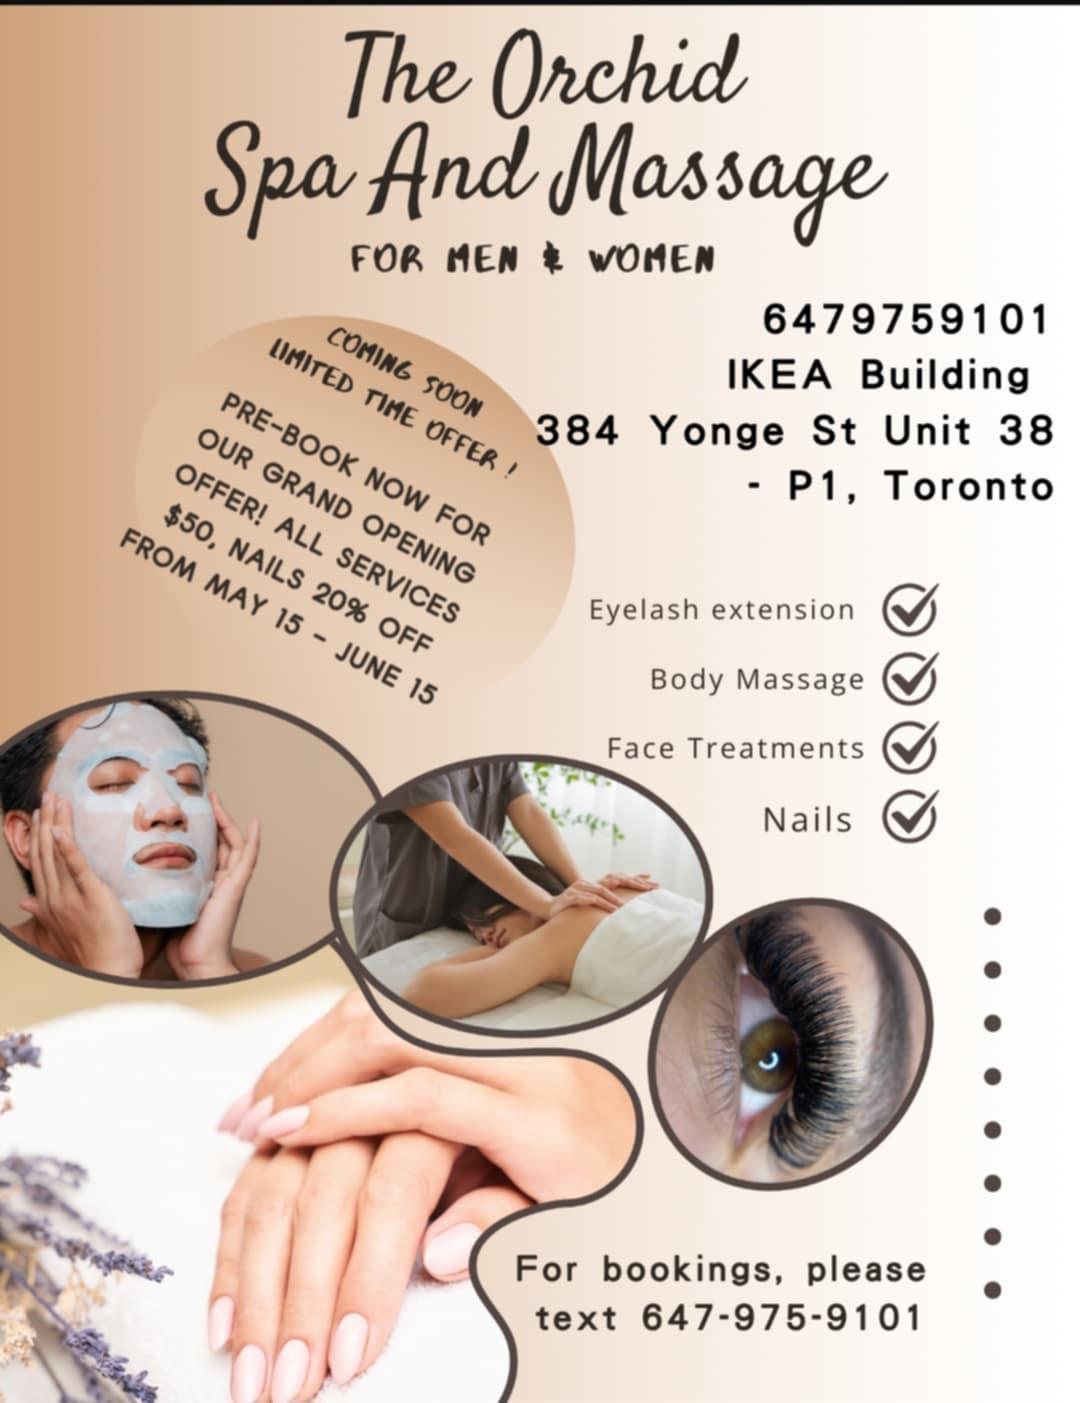 The Orchid
Spa And Massage
FOR MEN & WOMEN
6479759101
IKEA Building
384 Yonge St Unit 38
- P1, Toronto
COMING SOON
LIMITED TIME OFFER !
PRE-BOOK NOW FOR
OUR GRAND OPENING
OFFER! ALL SERVICES
$50, NAILS 20% OFF
FROM MAY 15 - JUNE 15
Eyelash extension
Body Massage
Face Treatments
Nails
For bookings, please
text 647-975-9101